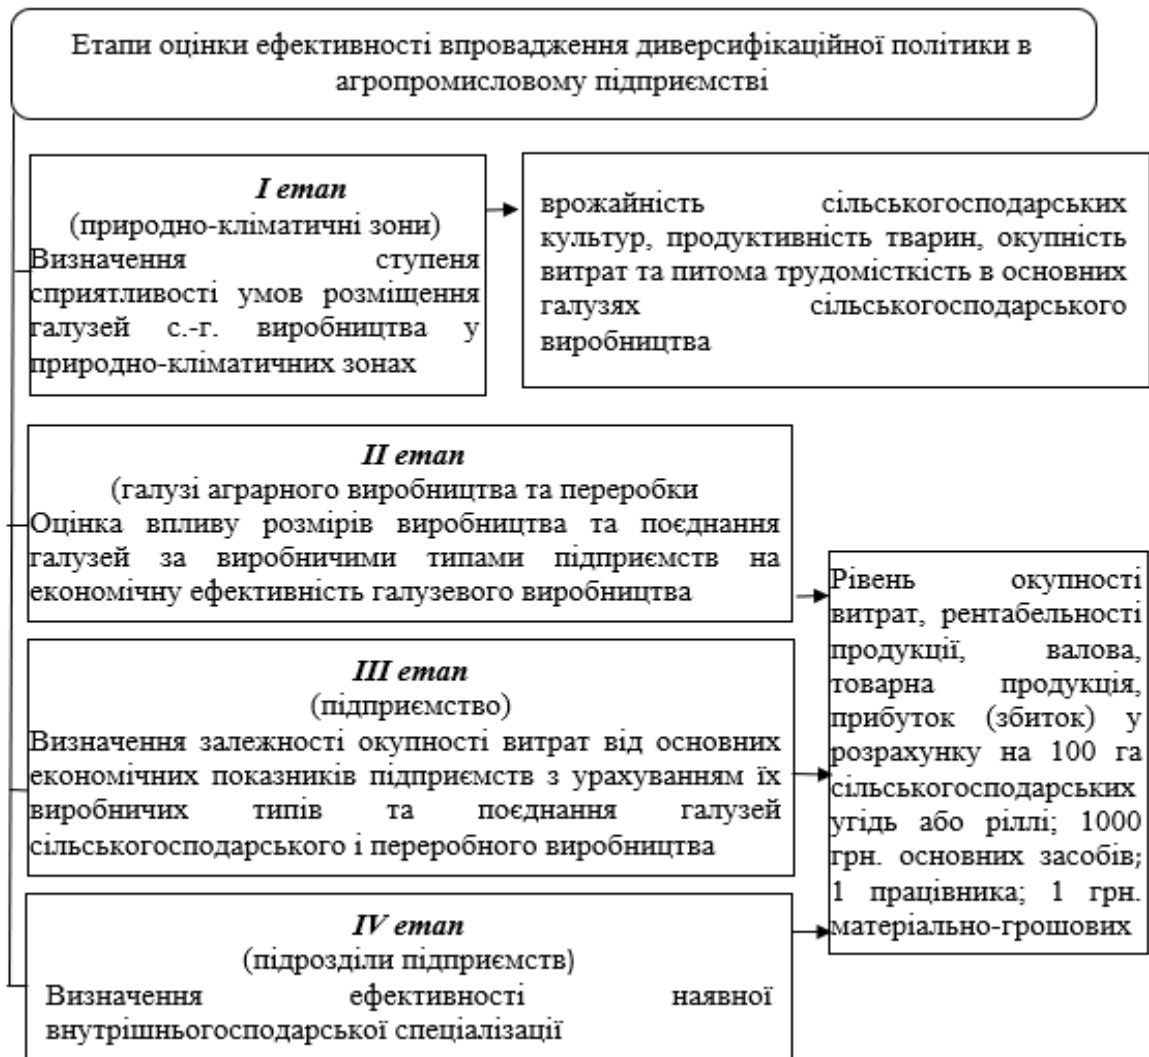 Етапи оцінки ефективності впровадження диверсифікаційної політики в
агропромисловому підприємстві
I етап
(природно-кліматичні зони)
Визначення ступеня
сприятливості умов розміщення
галузей с.-г. виробництва у
природно-кліматичних зонах
врожайність сільськогосподарських
культур, продуктивність тварин, окупність
витрат та питома трудомісткість в основних
галузях сільськогосподарського
виробництва
II етап
(галузі аграрного виробництва та переробки
Оцінка впливу розмірів виробництва та поєднання
галузей за виробничими типами підприємств на
економічну ефективність галузевого виробництва
III етап
(підприємство)
Визначення залежності окупності витрат від основних
економічних показників підприємств з урахуванням їх
виробничих типів та поєднання галузей
сільськогосподарського і переробного виробництва
IV етап
(підрозділи підприємств)
Визначення ефективності наявної
внутрішньогосподарської спеціалізації
Рівень окупності
витрат, рентабельності
продукції, валова,
товарна продукція,
прибуток (збиток) у
розрахунку на 100 га
сільськогосподарських
угідь або ріллі; 1000
грн. основних засобів;
1 працівника; 1 грн.
матеріально-грошових